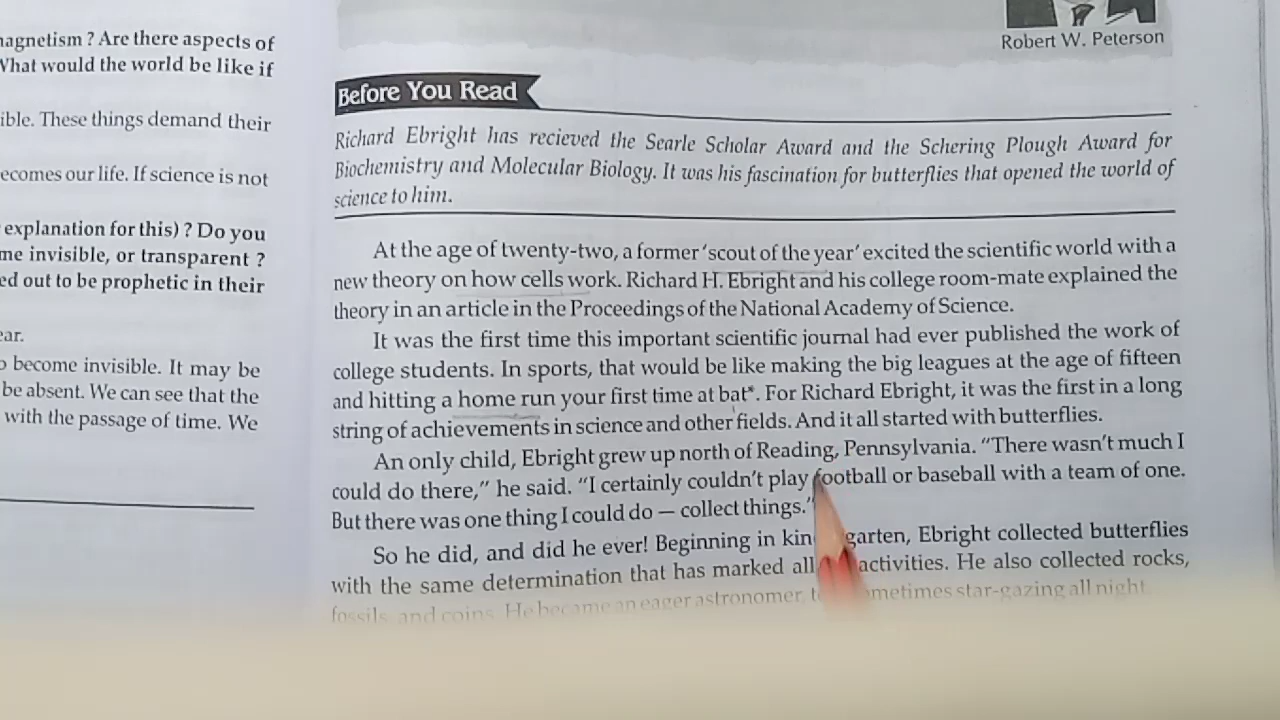 magnetism ? Are there aspects of
What would the world be like if
ible. These things demand their
ecomes our life. If science is not
explanation for this) ? Do you
me invisible, or transparent ?
ed out to be prophetic in their
ear.
o become invisible. It may be
be absent. We can see that the
with the passage of time. We
Robert W. Peterson
Before You Read
Richard Ebright has recieved the Searle Scholar Award and the Schering Plough Award for
Biochemistry and Molecular Biology. It was his fascination for butterflies that opened the world of
science to him.
At the age of twenty-two, a former ‘scout of the year’ excited the scientific world with a
new theory on how cells work. Richard H. Ebright and his college room-mate explained the
theory in an article in the Proceedings of the National Academy of Science.
It was the first time this important scientific journal had ever published the work of
college students. In sports, that would be like making the big leagues at the age of fifteen
and hitting a home run your first time at bat*. For Richard Ebright, it was the first in a long
string of achievements in science and other fields. And it all started with butterflies.
An only child, Ebright grew up north of Reading, Pennsylvania. “There wasn’t much I
could do there,” he said. “I certainly couldn’t play football or baseball with a team of one.
But there was one thing I could do — collect things.”
So he did, and did he ever! Beginning in kin garten, Ebright collected butterflies
with the same determination that has marked all activities. He also collected rocks,
fossils, and coins. He became an eager astronomer, sometimes star-gazing all night.